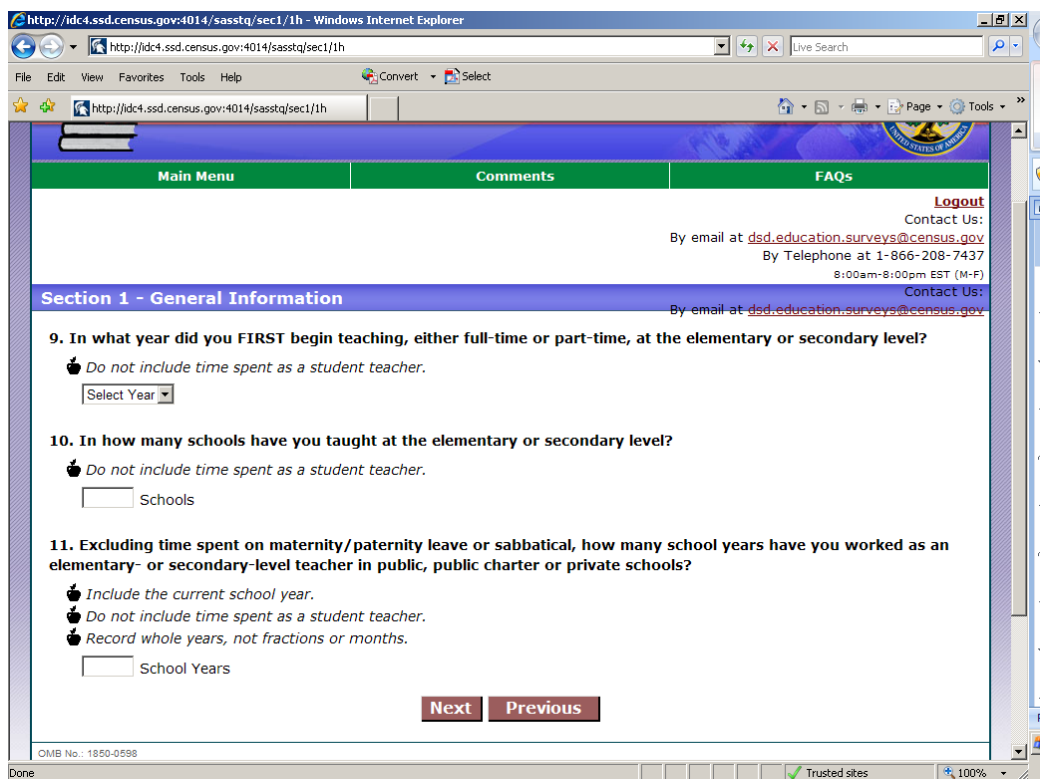 http://idc4.ssd.census.gov:4014/sasstq/sec1/1h - Windows Internet Explorer
http://idc4.ssd.census.gov:4014/sasstq/sec1/1h
Live Search
File Edit View Favorites Tools Help
Convert Select
http://idc4.ssd.census.gov:4014/sasstq/sec1/1h
Page Tools »
UNITED STATES OF AMERICA
Main Menu Comments FAQs
Logout
Contact Us:
By email at dsd.education.surveys@census.gov
By Telephone at 1-866-208-7437
8:00am-8:00pm EST (M-F)
Contact Us:
Section 1 - General Information
By email at dsd.education.surveys@census.gov
9. In what year did you FIRST begin teaching, either full-time or part-time, at the elementary or secondary level?
Do not include time spent as a student teacher.
Select Year
10. In how many schools have you taught at the elementary or secondary level?
Do not include time spent as a student teacher.
Schools
11. Excluding time spent on maternity/paternity leave or sabbatical, how many school years have you worked as an
elementary- or secondary-level teacher in public, public charter or private schools?
Include the current school year.
Do not include time spent as a student teacher.
Record whole years, not fractions or months.
School Years
Next Previous
OMB No.: 1850-0598
Done Trusted sites 100%